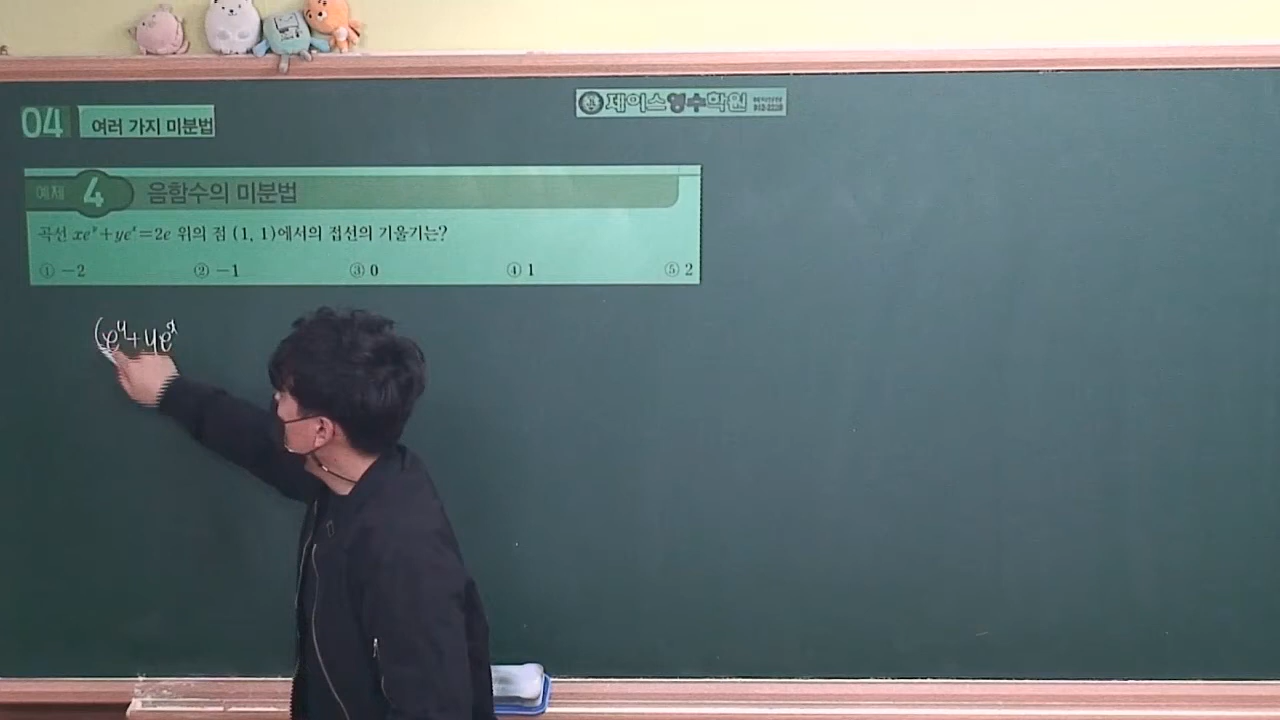 04 여러 가지 미분법
제이스영수학원
예제 4 음함수의 미분법
곡선 xe^y+ye^x=2e 위의 점 (1, 1)에서의 접선의 기울기는?
① −2 ② −1 ③ 0 ④ 1 ⑤ 2
(e^y+ye^x